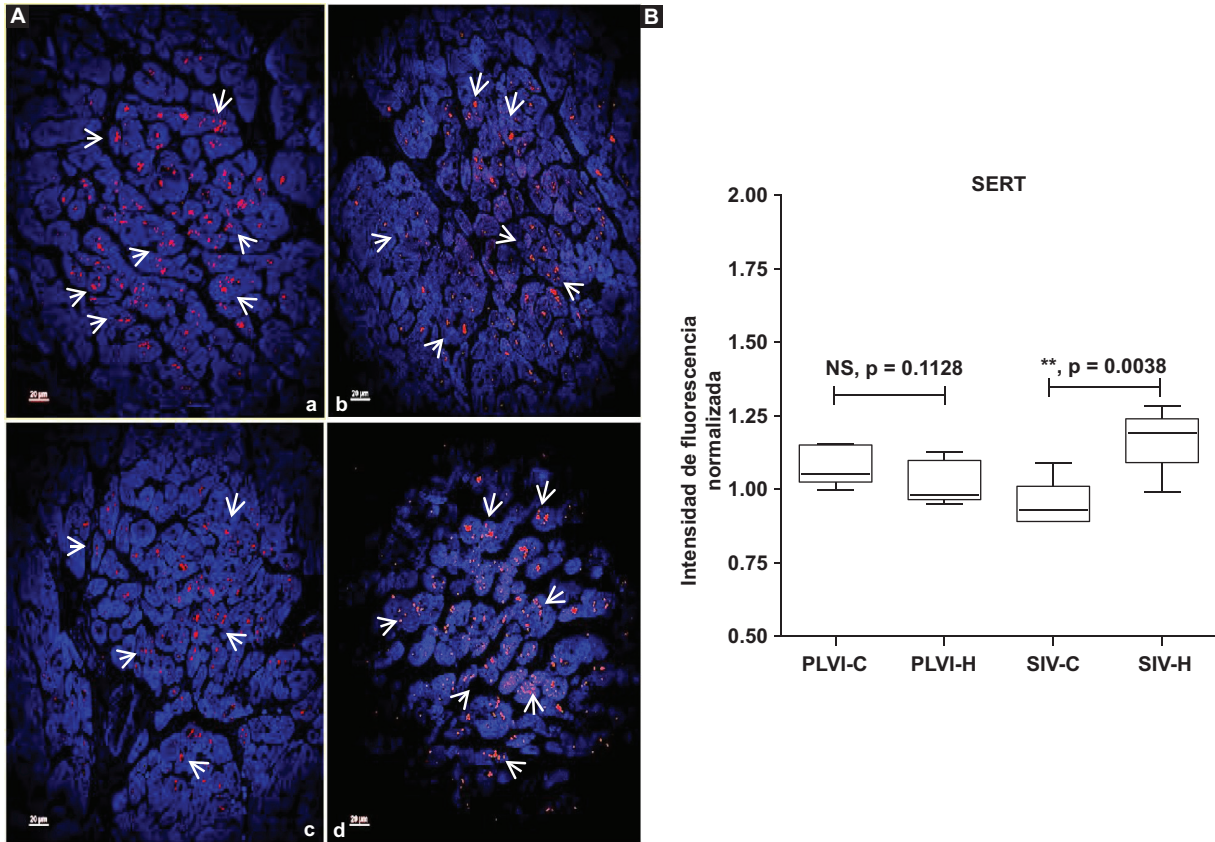 A
B
20 µm
a
20 µm
b
20 µm
c
20 µm
d
SERT
Intensidad de fluorescencia
normalizada
2.00
1.75
1.50
1.25
1.00
0.75
0.50
NS, p = 0.1128
**, p = 0.0038
PLVI-C
PLVI-H
SIV-C
SIV-H